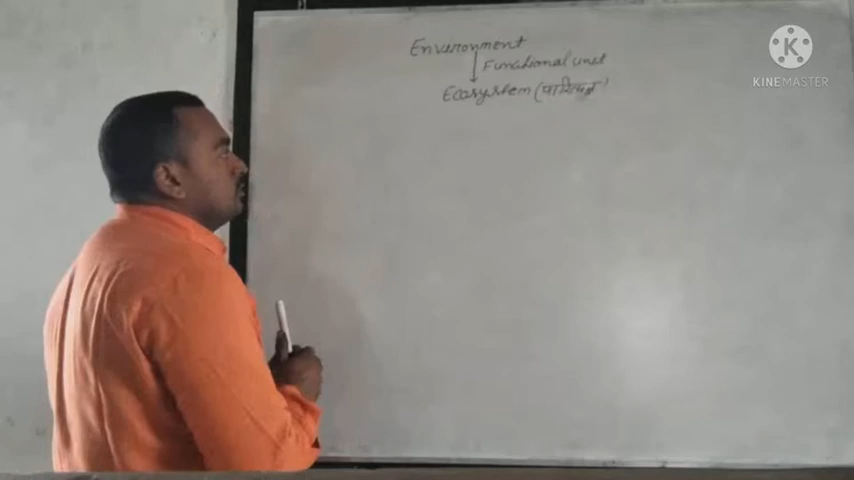 Environment
Functional unit
Ecosystem (
K
KINEMASTER